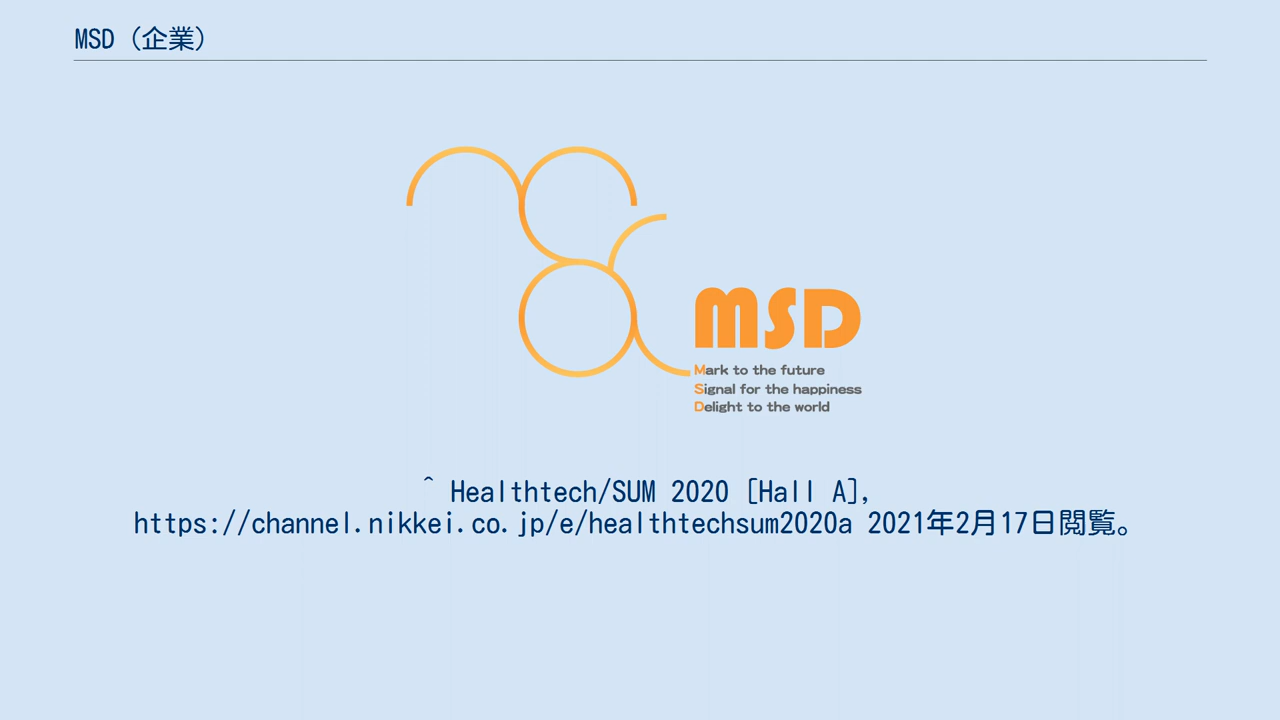 MSD（企業）
MSD
Mark to the future
Signal for the happiness
Delight to the world
^ Healthtech/SUM 2020 [Hall A],
https://channel.nikkei.co.jp/e/healthtechsum2020a 2021年2月17日閲覧。